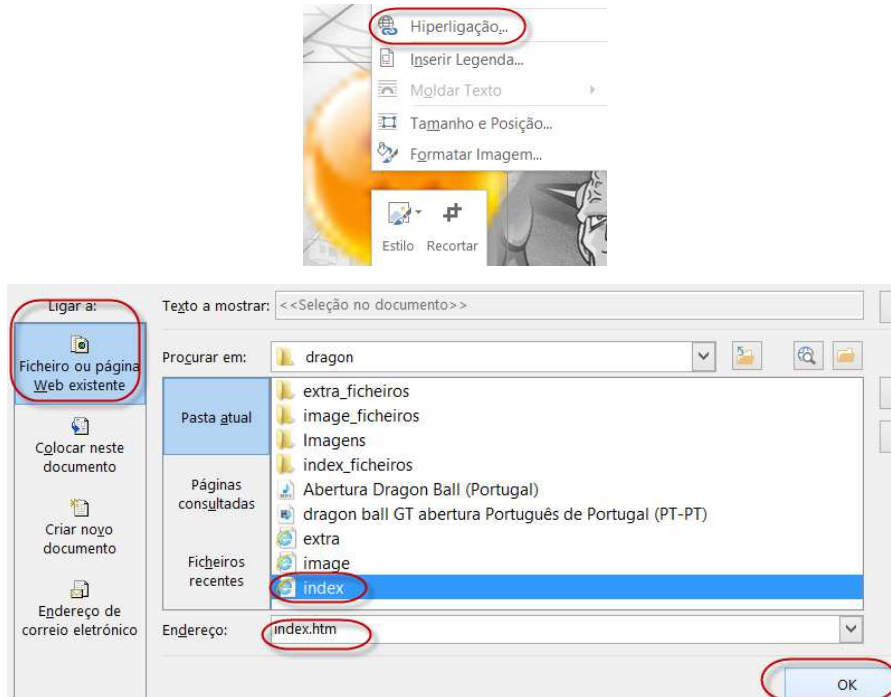 Hiperligação...
Inserir Legenda...
Moldar Texto
Tamanho e Posição...
Formatar Imagem...
Estilo Recortar
Ligar a:
Texto a mostrar: <<Seleção no documento>>
Ficheiro ou página
Web existente
Procurar em: dragon
Colocar neste
documento
Criar novo
documento
Endereço de
correio eletrónico
Pasta atual
Páginas
consultadas
Ficheiros
recentes
extra_ficheiros
image_ficheiros
Imagens
index_ficheiros
Abertura Dragon Ball (Portugal)
dragon ball GT abertura Português de Portugal (PT-PT)
extra
image
index
Endereço: index.htm
OK